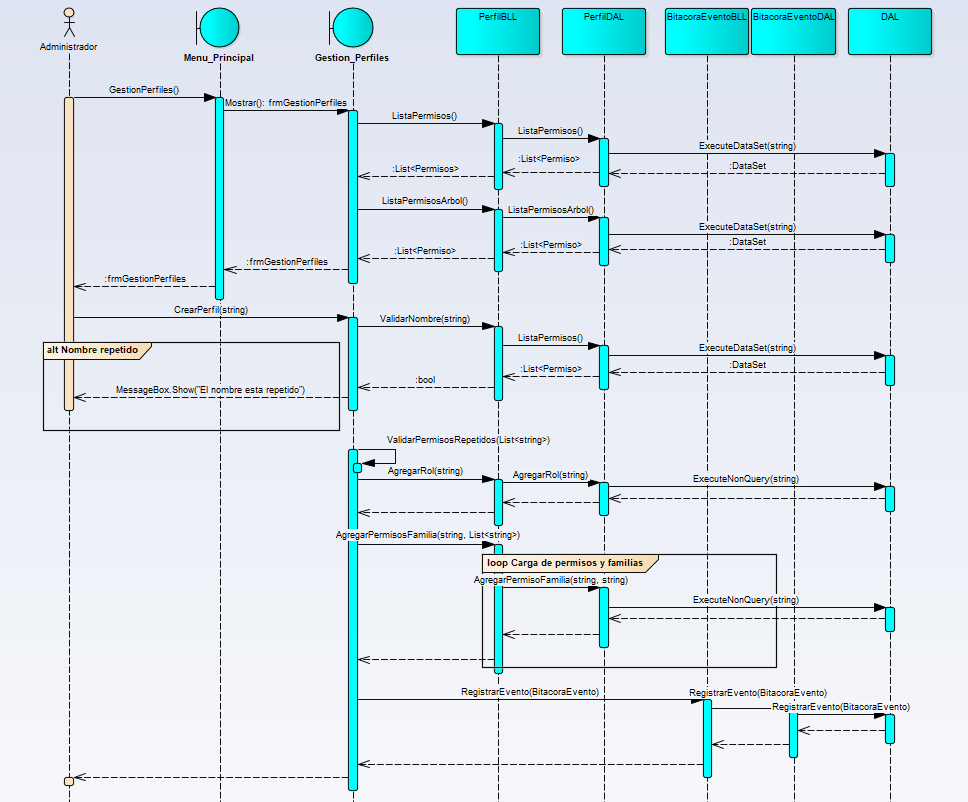 PerfilBLL
PerfilDAL
BitacoraEventoBLL
BitacoraEventoDAL
DAL
Administrador
Menu_Principal
Gestion_Perfiles
GestionPerfiles()
Mostrar(): frmGestionPerfiles
ListaPermisos()
ListaPermisos()
ExecuteDataSet(string)
:List<Permiso>
:DataSet
:List<Permisos>
ListaPermisosArbol()
ListaPermisosArbol()
ExecuteDataSet(string)
:DataSet
:List<Permiso>
:List<Permiso>
:frmGestionPerfiles
:frmGestionPerfiles
CrearPerfil(string)
ValidarNombre(string)
ListaPermisos()
ExecuteDataSet(string)
alt Nombre repetido
:DataSet
:List<Permiso>
:bool
MessageBox.Show("El nombre esta repetido")
ValidarPermisosRepetidos(List<string>)
AgregarRol(string)
AgregarRol(string)
ExecuteNonQuery(string)
AgregarPermisosFamilia(string, List<string>)
loop Carga de permisos y familias
AgregarPermisoFamilia(string, string)
ExecuteNonQuery(string)
RegistrarEvento(BitacoraEvento)
RegistrarEvento(BitacoraEvento)
RegistrarEvento(BitacoraEvento)